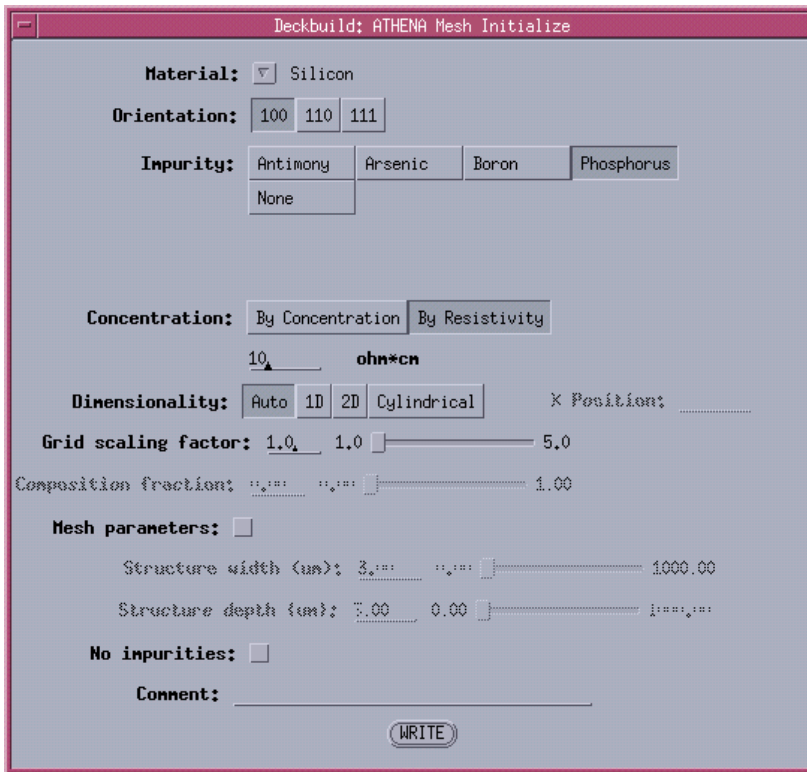 Deckbuild: ATHENA Mesh Initialize
Material: Silicon
Orientation: 100 110 111
Impurity: Antimony Arsenic Boron Phosphorus
None
Concentration: By Concentration By Resistivity
10 ohm*cm
Dimensionality: Auto 1D 2D Cylindrical X Position:
Grid scaling factor: 1.0 1.0 5.0
Composition fraction: 1.00
Mesh parameters:
Structure width (um): 1000.00
Structure depth (um): 0.00
No impurities:
Comment:
WRITE